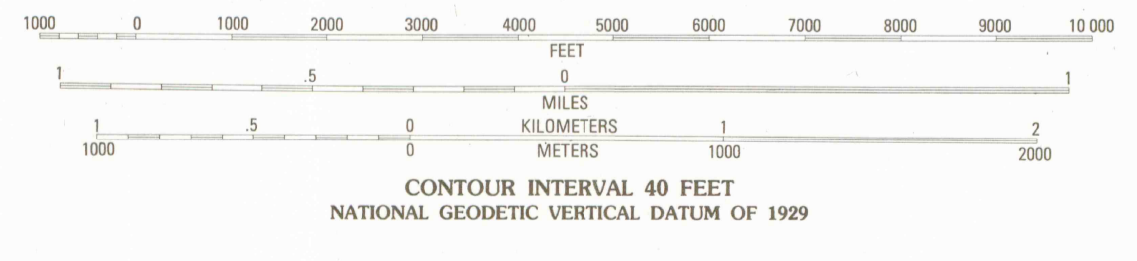 1000 0 1000 2000 3000 4000 5000 6000 7000 8000 9000 10 000
FEET
1 .5 0 1
MILES
1 .5 0 KILOMETERS 1 2
1000 0 METERS 1000 2000
CONTOUR INTERVAL 40 FEET
NATIONAL GEODETIC VERTICAL DATUM OF 1929